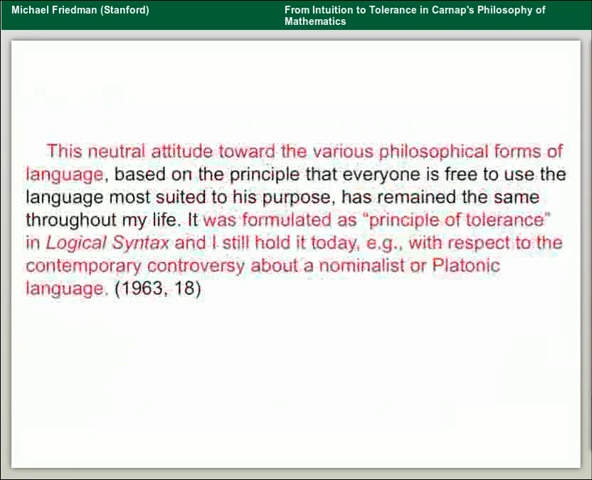 Michael Friedman (Stanford)
From Intuition to Tolerance in Carnap's Philosophy of
Mathematics
This neutral attitude toward the various philosophical forms of
language, based on the principle that everyone is free to use the
language most suited to his purpose, has remained the same
throughout my life. It was formulated as “principle of tolerance”
in Logical Syntax and I still hold it today, e.g., with respect to the
contemporary controversy about a nominalist or Platonic
language. (1963, 18)